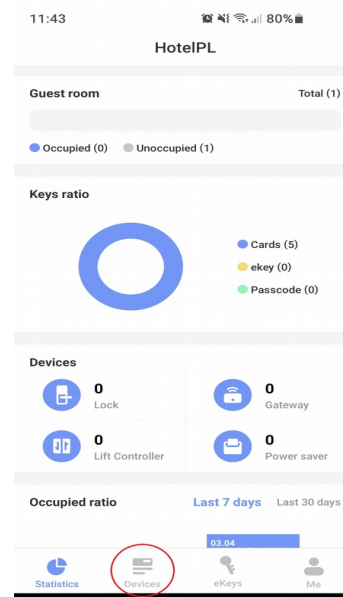 11:43 80%
HotelPL
Guest room Total (1)
Occupied (0) Unoccupied (1)
Keys ratio
Cards (5)
ekey (0)
Passcode (0)
Devices
0 0
Lock Gateway
0 0
Lift Controller Power saver
Occupied ratio Last 7 days Last 30 days
03.04
Statistics Devices eKeys Me